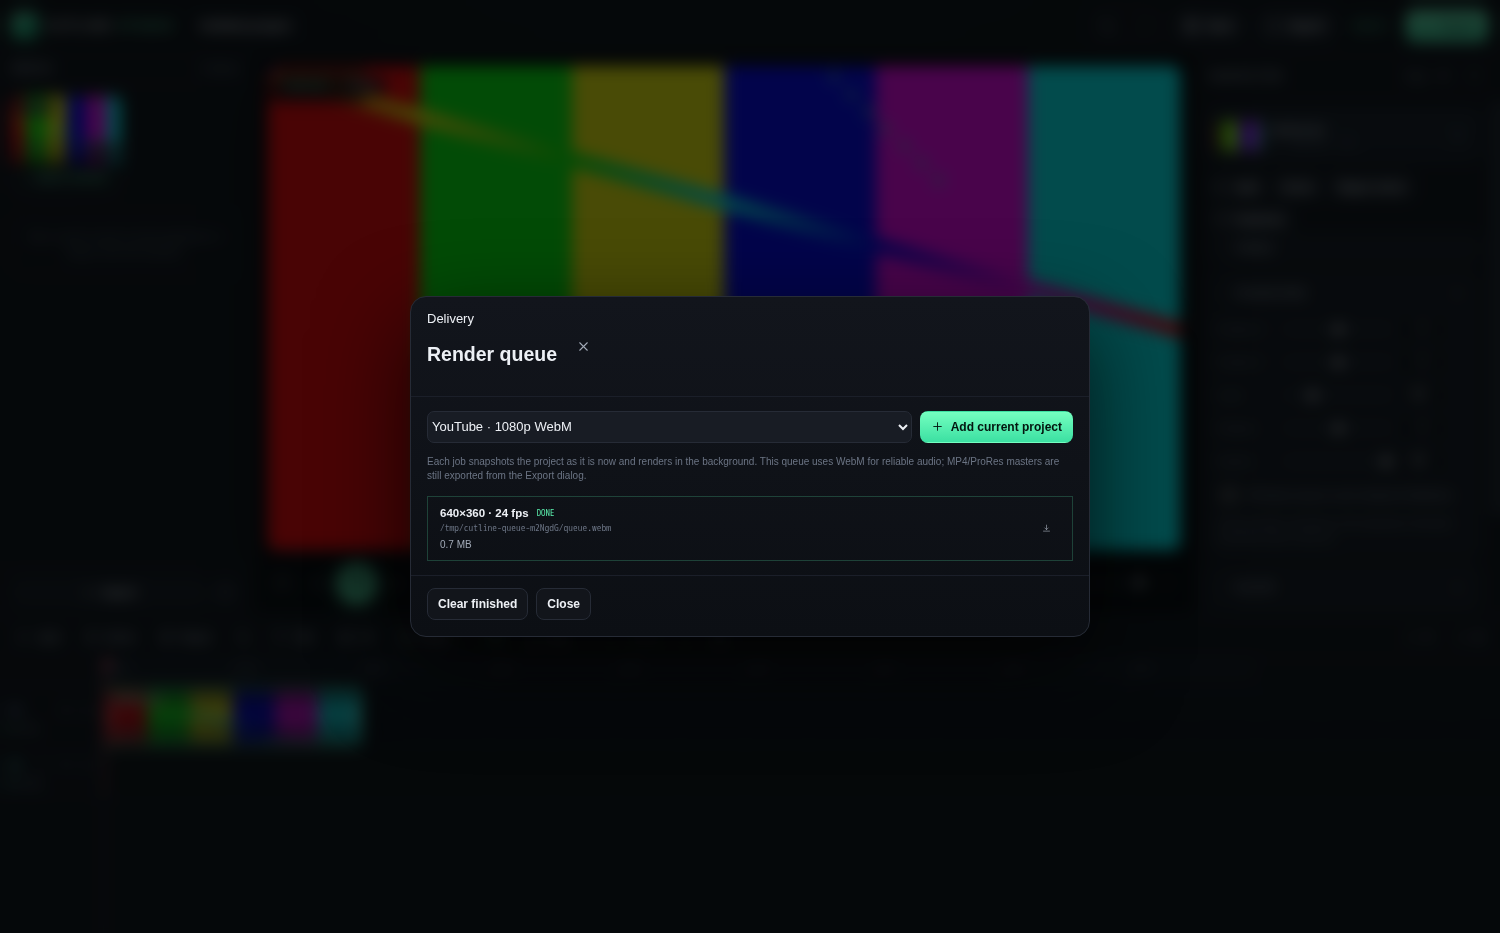 Delivery
Render queue
YouTube · 1080p WebM
Add current project
Each job snapshots the project as it is now and renders in the background. This queue uses WebM for reliable audio; MP4/ProRes masters are
still exported from the Export dialog.
640×360 · 24 fps DONE
/tmp/cutline-queue-m2NgdG/queue.webm
0.7 MB
Clear finished Close